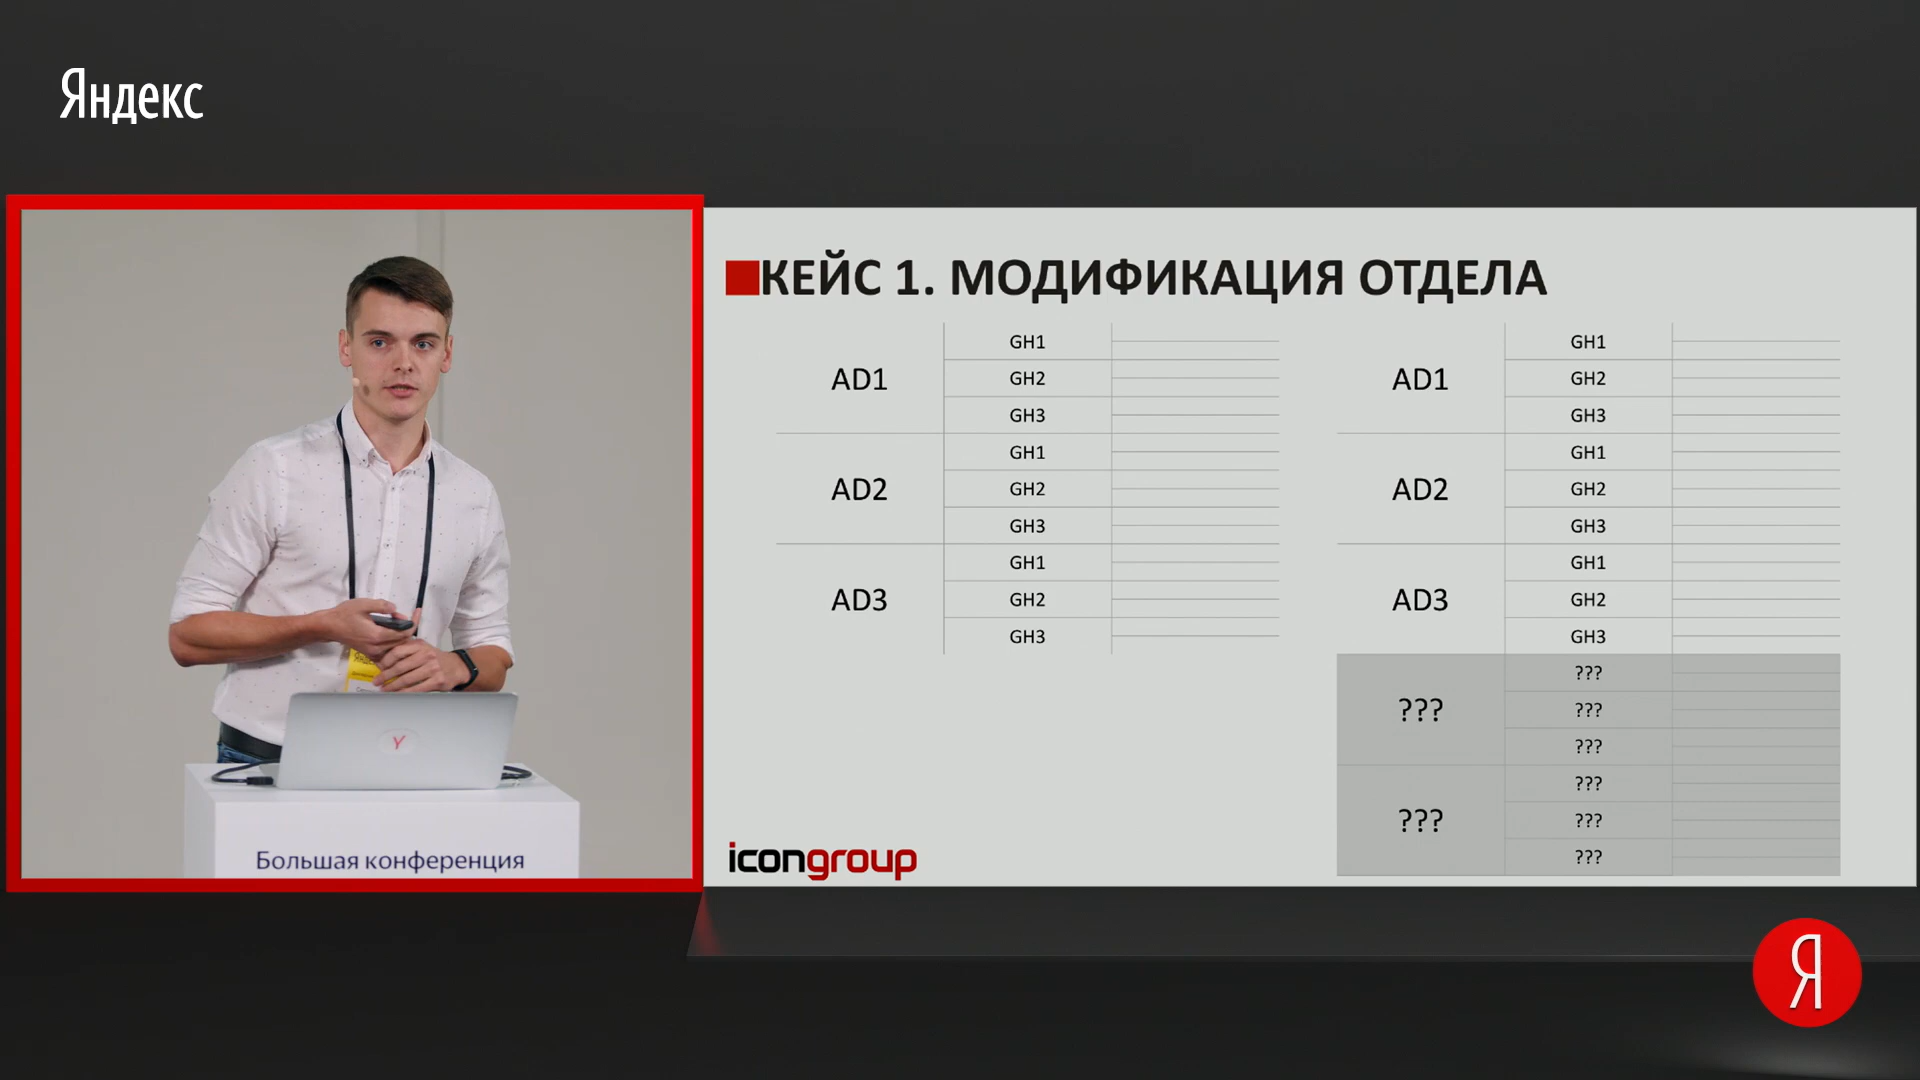 Яндекс
КЕЙС 1. МОДИФИКАЦИЯ ОТДЕЛА
AD1
GH1
GH2
GH3
AD2
GH1
GH2
GH3
AD3
GH1
GH2
GH3
AD1
GH1
GH2
GH3
AD2
GH1
GH2
GH3
AD3
GH1
GH2
GH3
???
???
???
???
???
???
???
???
icongroup
Y
Большая конференция
Я